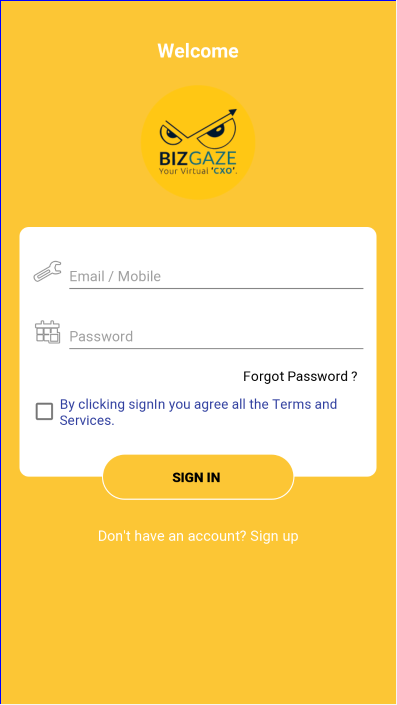 Welcome
BIZGAZE
Your Virtual 'CXO'.
Email / Mobile
Password
Forgot Password ?
By clicking signIn you agree all the Terms and
Services.
SIGN IN
Don't have an account? Sign up